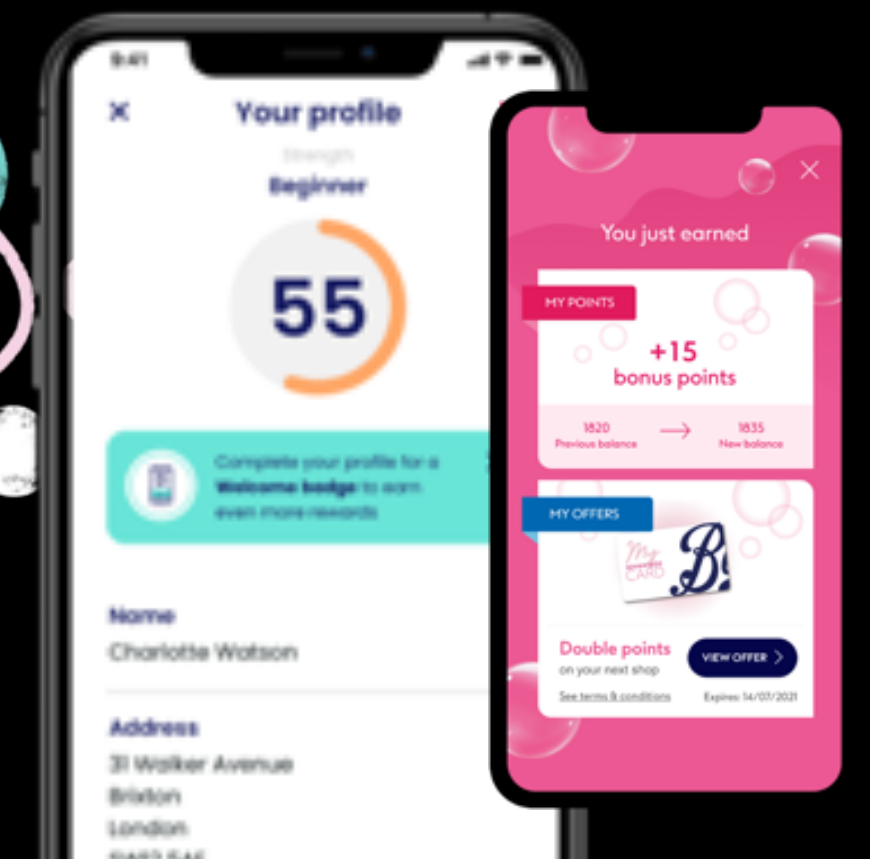 9:41
Your profile
Strength
Beginner
55
Complete your profile for a
Welcome badge to earn
even more rewards
Name
Charlotte Watson
Address
31 Walker Avenue
Brixton
London
You just earned
MY POINTS
+15
bonus points
1820
Previous balance
1835
New balance
MY OFFERS
My
CARD
B
Double points
on your next shop
VIEW OFFER
See terms & conditions
Expires: 14/07/2021